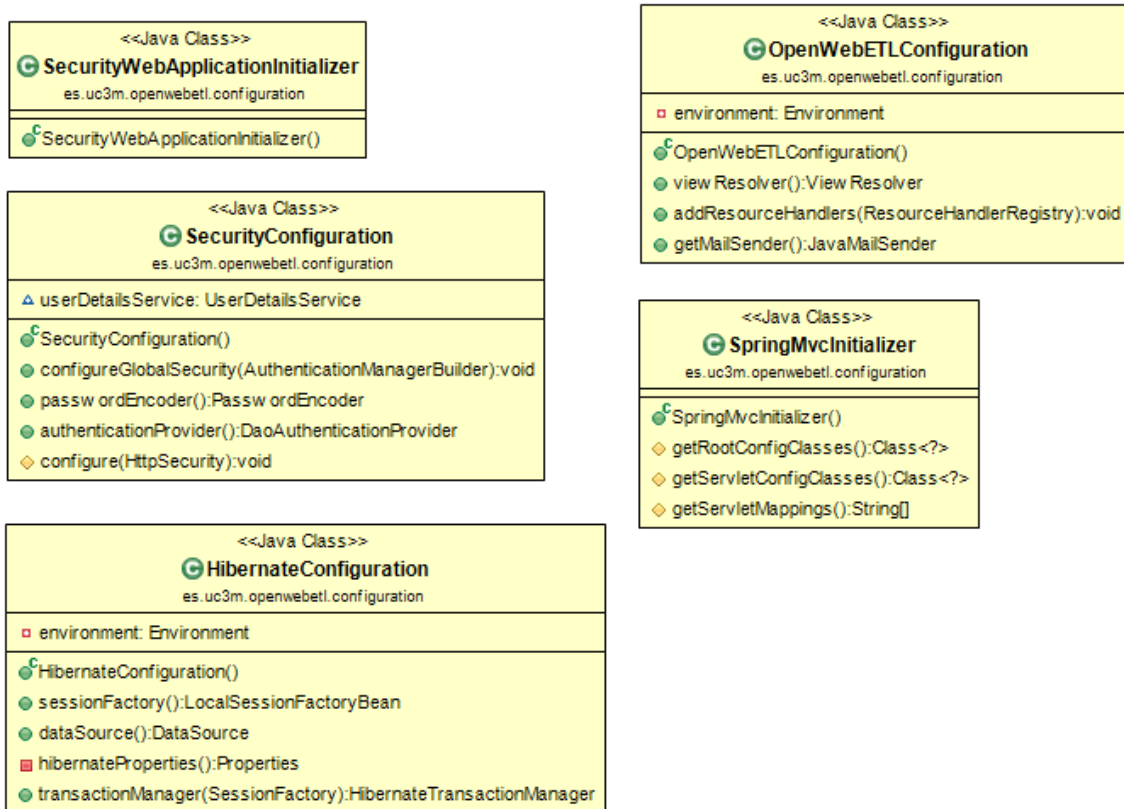 <<Java Class>>
SecurityWebApplicationInitializer
es.uc3m.openwebetl.configuration
SecurityWebApplicationInitializer()
<<Java Class>>
SecurityConfiguration
es.uc3m.openwebetl.configuration
userDetailsService: UserDetailsService
SecurityConfiguration()
configureGlobalSecurity(AuthenticationManagerBuilder):void
passwordEncoder():PasswordEncoder
authenticationProvider():DaoAuthenticationProvider
configure(HttpSecurity):void
<<Java Class>>
HibernateConfiguration
es.uc3m.openwebetl.configuration
environment: Environment
HibernateConfiguration()
sessionFactory():LocalSessionFactoryBean
dataSource():DataSource
hibernateProperties():Properties
transactionManager(SessionFactory):HibernateTransactionManager
<<Java Class>>
OpenWebETLConfiguration
es.uc3m.openwebetl.configuration
environment: Environment
OpenWebETLConfiguration()
viewResolver():ViewResolver
addResourceHandlers(ResourceHandlerRegistry):void
getMailSender():JavaMailSender
<<Java Class>>
SpringMvcInitializer
es.uc3m.openwebetl.configuration
SpringMvcInitializer()
getRootConfigClasses():Class<?>
getServletConfigClasses():Class<?>
getServletMappings():String[]